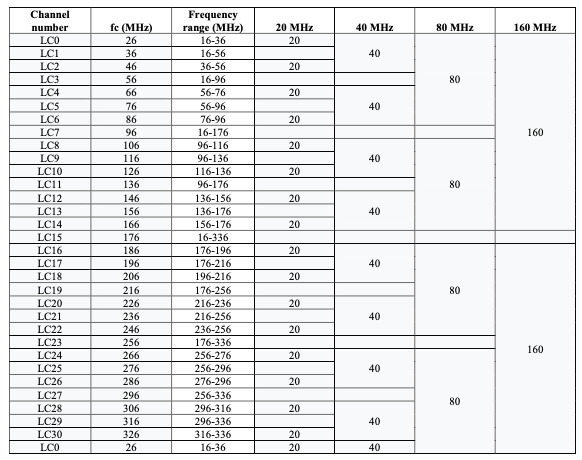 Channel number fc (MHz) Frequency range (MHz) 20 MHz 40 MHz 80 MHz 160 MHz
LC0 26 16-36 20
LC1 36 16-56 40
LC2 46 36-56 20
LC3 56 16-96 80
LC4 66 56-76 20
LC5 76 56-96 40
LC6 86 76-96 20
LC7 96 16-176 160
LC8 106 96-116 20
LC9 116 96-136 40
LC10 126 116-136 20
LC11 136 96-176 80
LC12 146 136-156 20
LC13 156 136-176 40
LC14 166 156-176 20
LC15 176 16-336
LC16 186 176-196 20
LC17 196 176-216 40
LC18 206 196-216 20
LC19 216 176-256 80
LC20 226 216-236 20
LC21 236 216-256 40
LC22 246 236-256 20
LC23 256 176-336 160
LC24 266 256-276 20
LC25 276 256-296 40
LC26 286 276-296 20
LC27 296 256-336 80
LC28 306 296-316 20
LC29 316 296-336 40
LC30 326 316-336 20
LC0 26 16-36 20 40